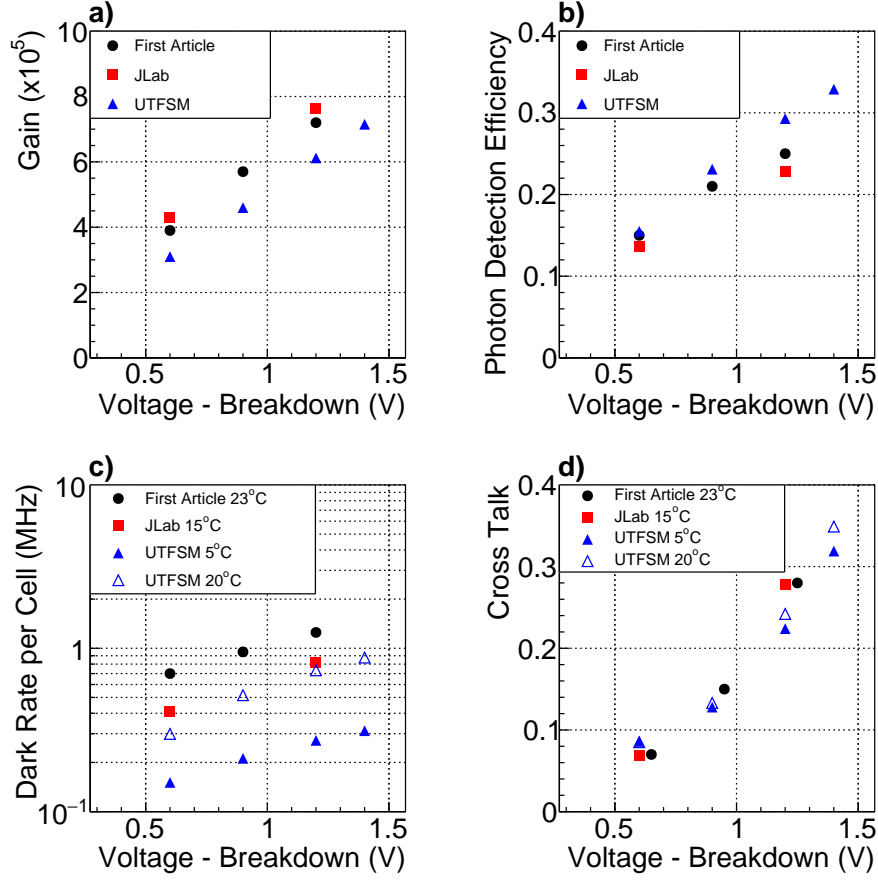 a)
Gain (x10⁵)
10
8
6
4
2
0
First Article
JLab
UTFSM
0.5 1 1.5
Voltage - Breakdown (V)
b)
Photon Detection Efficiency
0.4
0.3
0.2
0.1
0
First Article
JLab
UTFSM
0.5 1 1.5
Voltage - Breakdown (V)
c)
Dark Rate per Cell (MHz)
10
1
10⁻¹
First Article 23°C
JLab 15°C
UTFSM 5°C
UTFSM 20°C
0.5 1 1.5
Voltage - Breakdown (V)
d)
Cross Talk
0.4
0.3
0.2
0.1
0
First Article 23°C
JLab 15°C
UTFSM 5°C
UTFSM 20°C
0.5 1 1.5
Voltage - Breakdown (V)